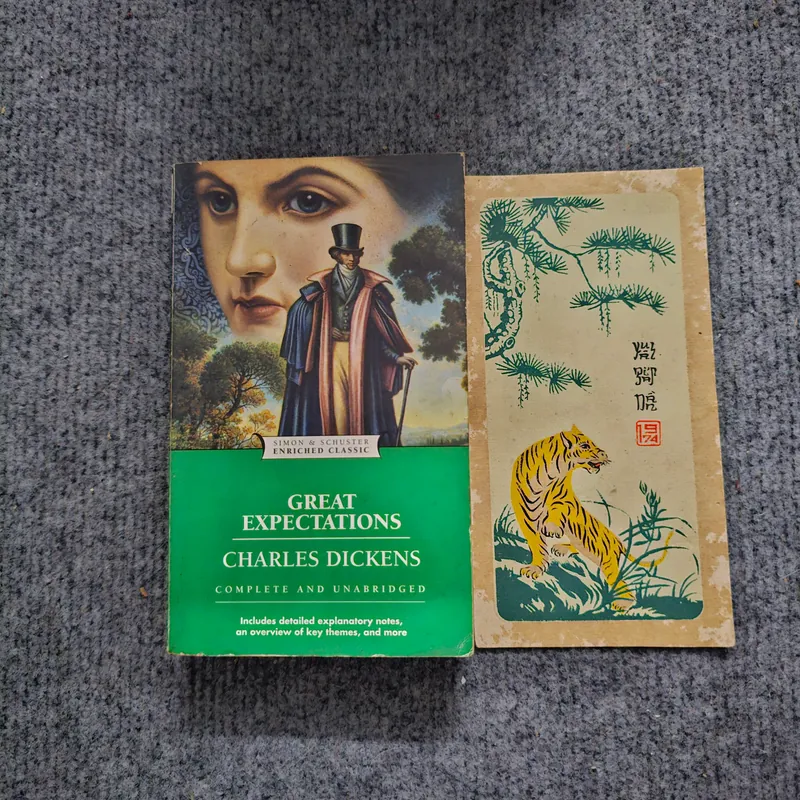 SIMON & SCHUSTER
ENRICHED CLASSIC
GREAT
EXPECTATIONS
CHARLES DICKENS
COMPLETE AND UNABRIDGED
Includes detailed explanatory notes,
an overview of key themes, and more